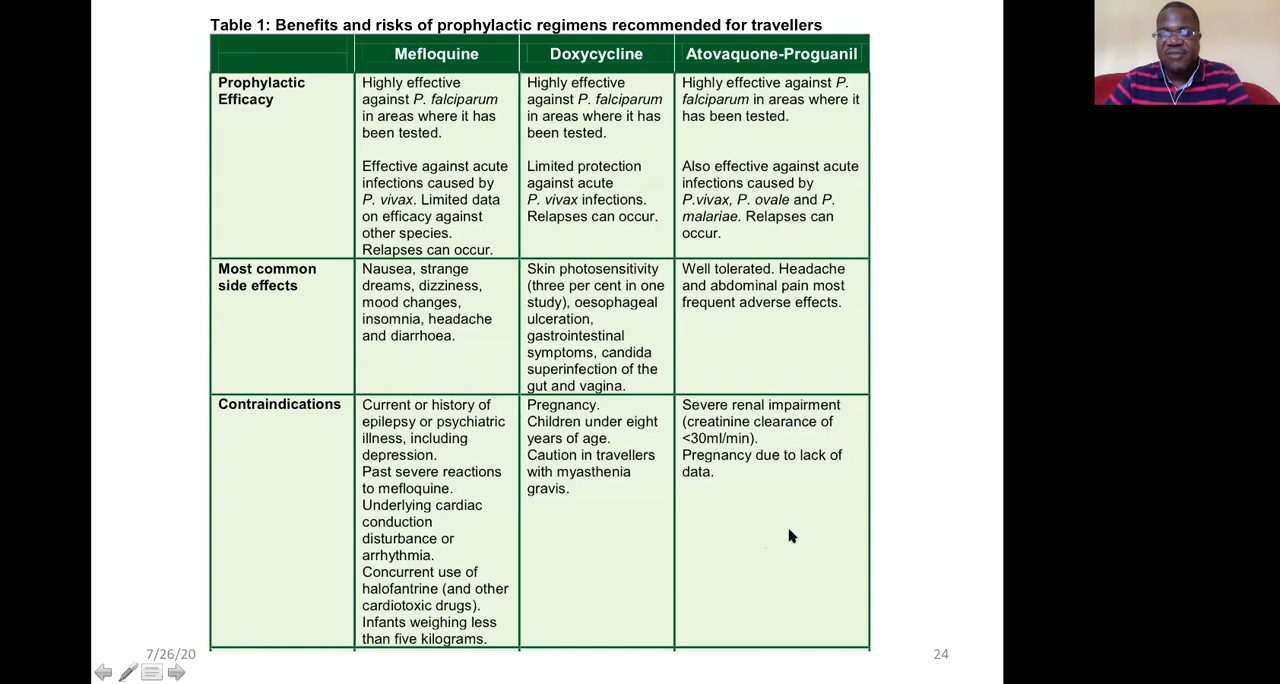 Table 1: Benefits and risks of prophylactic regimens recommended for travellers
Mefloquine
Doxycycline
Atovaquone-Proguanil
Prophylactic
Efficacy
Highly effective
against P. falciparum
in areas where it has
been tested.
Effective against acute
infections caused by
P. vivax. Limited data
on efficacy against
other species.
Relapses can occur.
Highly effective
against P. falciparum
in areas where it has
been tested.
Limited protection
against acute
P. vivax infections.
Relapses can occur.
Highly effective against P.
falciparum in areas where it
has been tested.
Also effective against acute
infections caused by
P.vivax, P. ovale and P.
malariae. Relapses can
occur.
Most common
side effects
Nausea, strange
dreams, dizziness,
mood changes,
insomnia, headache
and diarrhoea.
Skin photosensitivity
(three per cent in one
study), oesophageal
ulceration,
gastrointestinal
symptoms, candida
superinfection of the
gut and vagina.
Well tolerated. Headache
and abdominal pain most
frequent adverse effects.
Contraindications
Current or history of
epilepsy or psychiatric
illness, including
depression.
Past severe reactions
to mefloquine.
Underlying cardiac
conduction
disturbance or
arrhythmia.
Concurrent use of
halofantrine (and other
cardiotoxic drugs).
Infants weighing less
than five kilograms.
Pregnancy.
Children under eight
years of age.
Caution in travellers
with myasthenia
gravis.
Severe renal impairment
(creatinine clearance of
<30ml/min).
Pregnancy due to lack of
data.
7/26/20
24